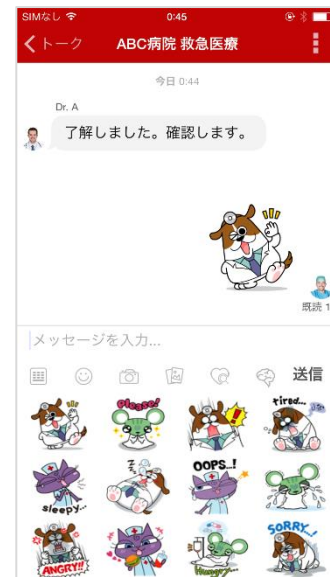 SIMなし
0:45
トーク
ABC病院 救急医療
今日 0:44
Dr. A
了解しました。確認します。
既読 1
メッセージを入力...
送信
Please!
tired...
sleepy...
OOPS..!
ANGRY!!
Hungry...
SORRY..